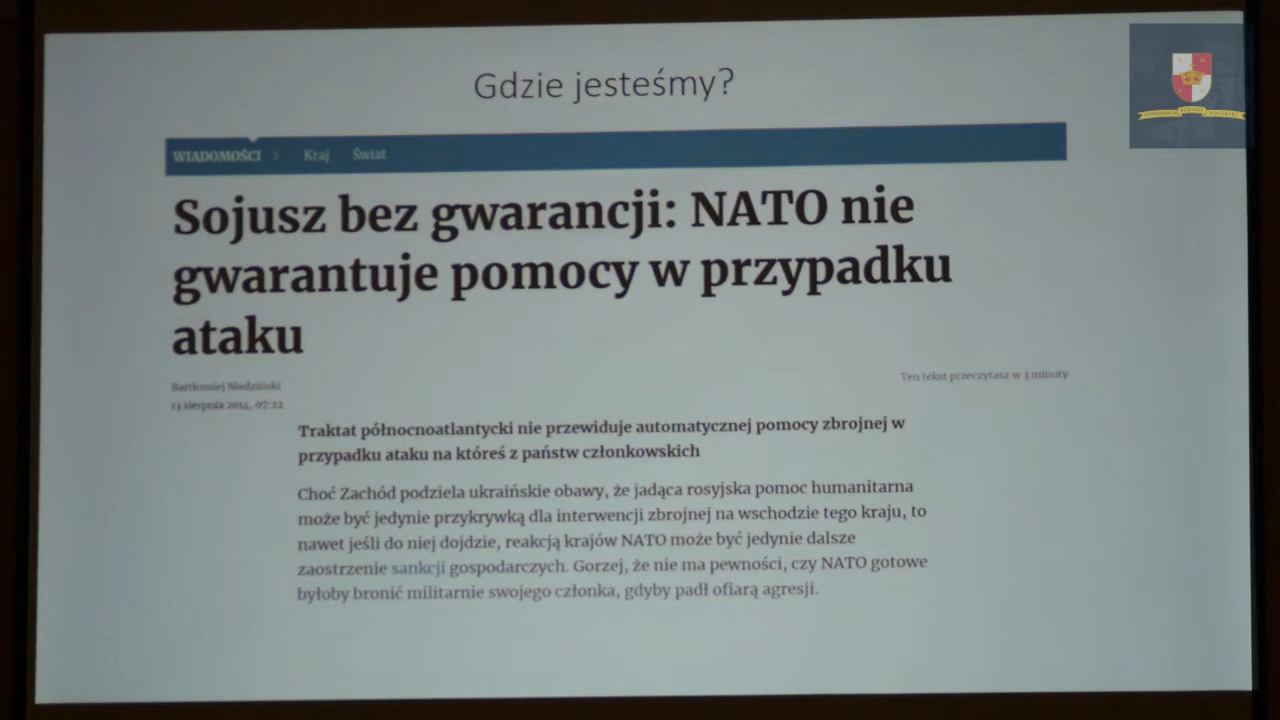 Gdzie jesteśmy?
WIADOMOŚCI > Kraj Świat
Sojusz bez gwarancji: NATO nie
gwarantuje pomocy w przypadku
ataku
Bartłomiej Niedziński
Ten tekst przeczytasz w 3 minuty
13 sierpnia 2014, 07:22
Traktat północnoatlantycki nie przewiduje automatycznej pomocy zbrojnej w
przypadku ataku na któreś z państw członkowskich
Choć Zachód podziela ukraińskie obawy, że jadąca rosyjska pomoc humanitarna
może być jedynie przykrywką dla interwencji zbrojnej na wschodzie tego kraju, to
nawet jeśli do niej dojdzie, reakcją krajów NATO może być jedynie dalsze
zaostrzenie sankcji gospodarczych. Gorzej, że nie ma pewności, czy NATO gotowe
byłoby bronić militarnie swojego członka, gdyby padł ofiarą agresji.